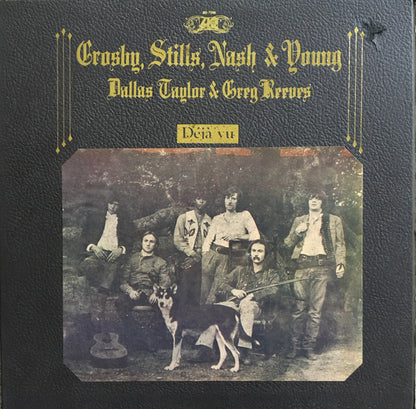 Crosby, Stills, Nash & Young
Dallas Taylor & Greg Reeves
Déjà vu